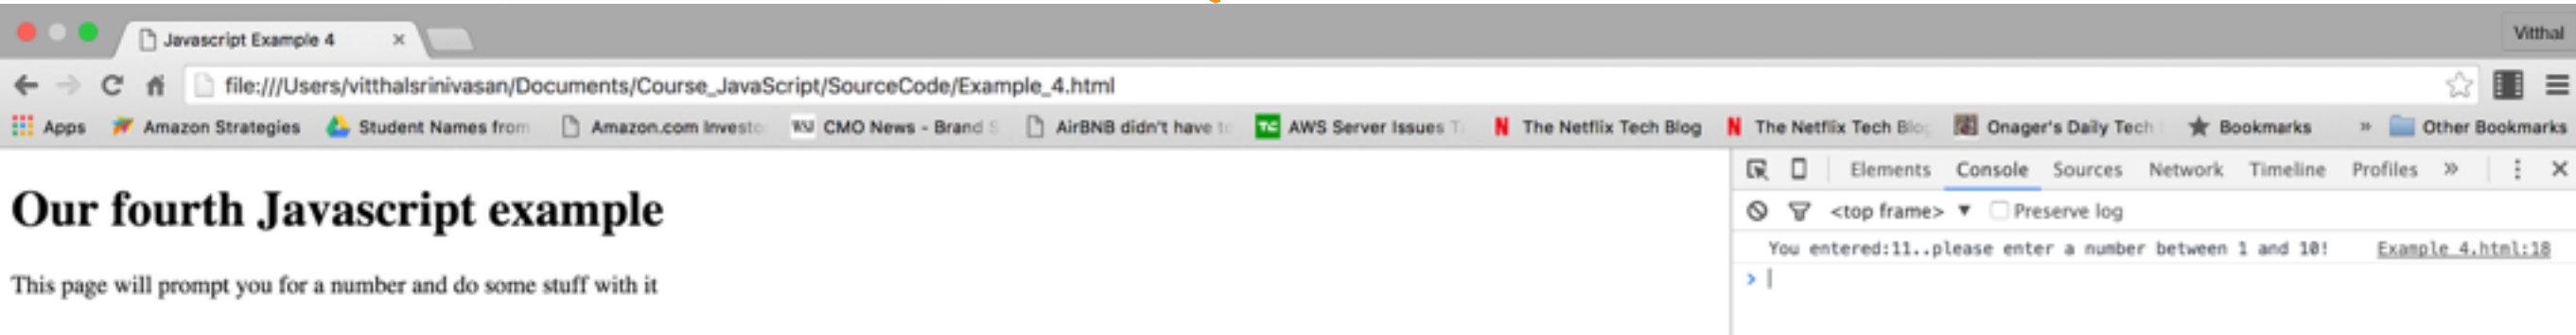 Javascript Example 4
Vitthal
file:///Users/vitthalsrinivasan/Documents/Course_JavaScript/SourceCode/Example_4.html
Apps Amazon Strategies Student Names from Amazon.com Investo WSJ CMO News - Brand S AirBNB didn't have to TC AWS Server Issues T N The Netflix Tech Blog N The Netflix Tech Blog Onager's Daily Tech Bookmarks » Other Bookmarks
Our fourth Javascript example
This page will prompt you for a number and do some stuff with it
Elements Console Sources Network Timeline Profiles »
<top frame> ▼ Preserve log
You entered:11..please enter a number between 1 and 10! Example_4.html:18
>